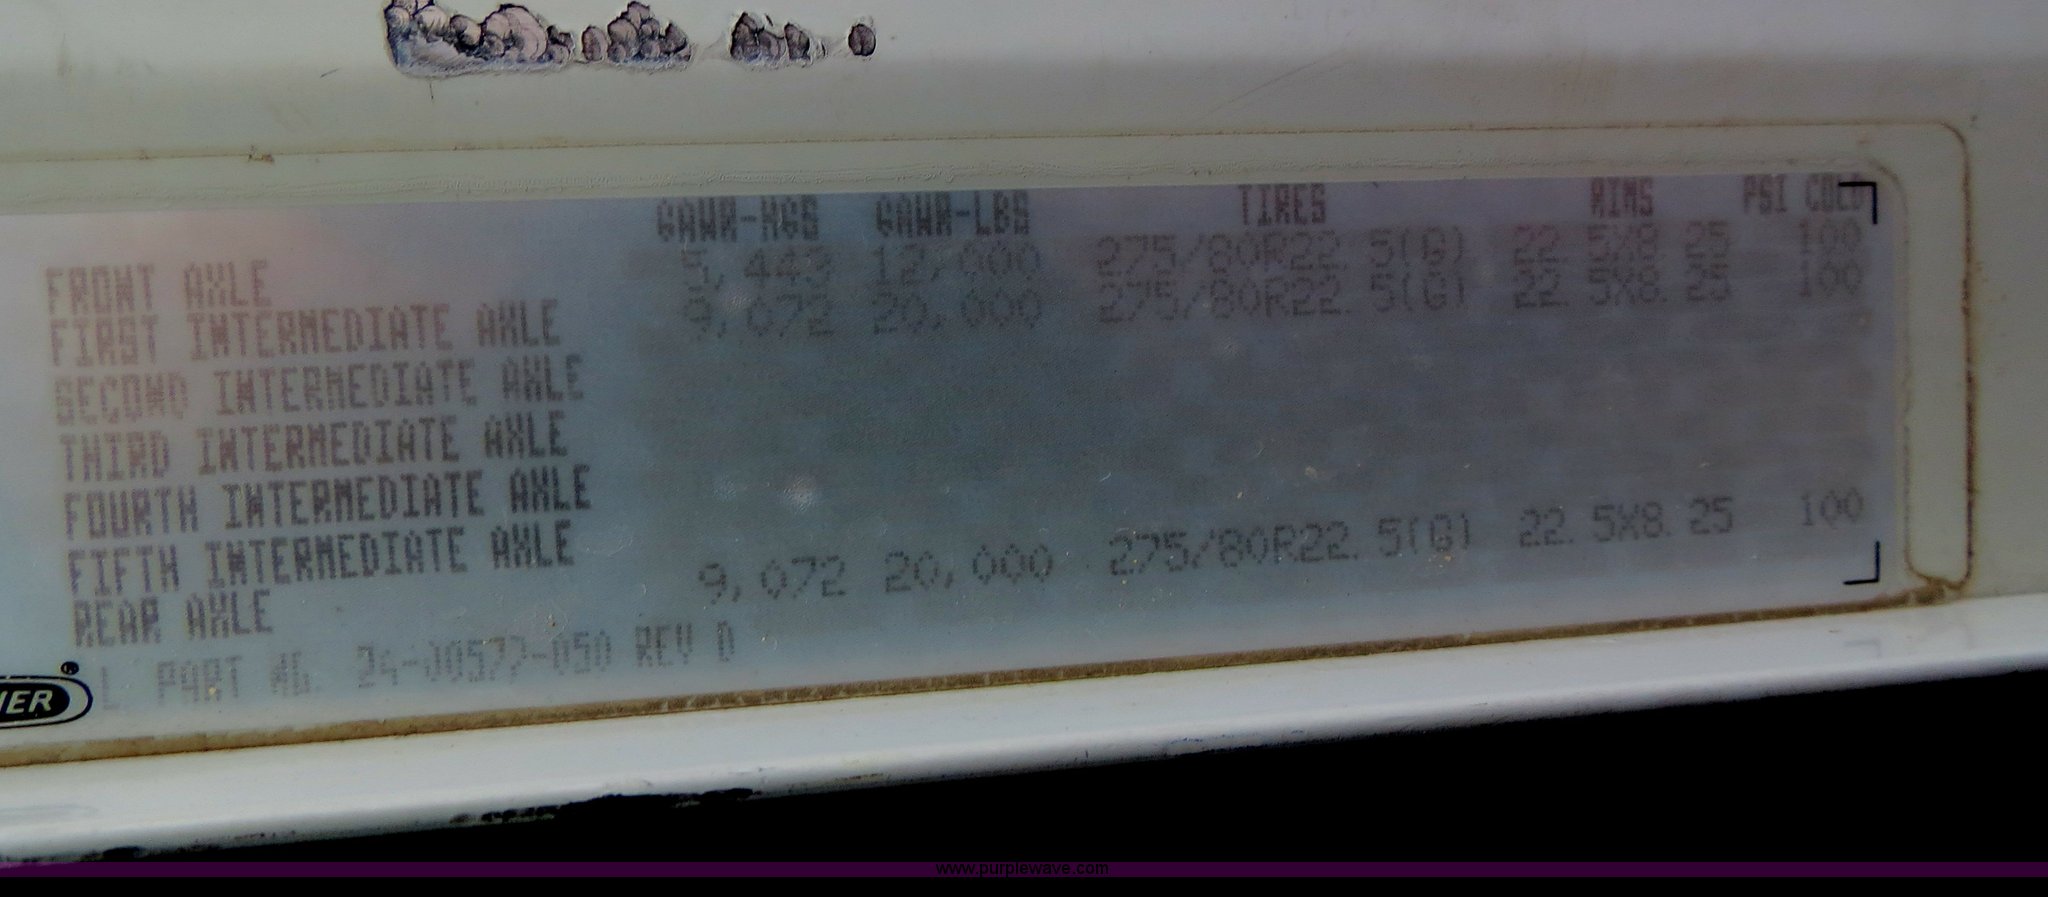 GAWR-KGS GAWR-LBS TIRES RIMS PSI COLD
FRONT AXLE 5,443 12,000 275/80R22.5(G) 22.5X8.25 100
FIRST INTERMEDIATE AXLE 9,072 20,000 275/80R22.5(G) 22.5X8.25 100
SECOND INTERMEDIATE AXLE
THIRD INTERMEDIATE AXLE
FOURTH INTERMEDIATE AXLE
FIFTH INTERMEDIATE AXLE
REAR AXLE 9,072 20,000 275/80R22.5(G) 22.5X8.25 100
L PART NO. 24-00577-050 REV D
www.purplewave.com